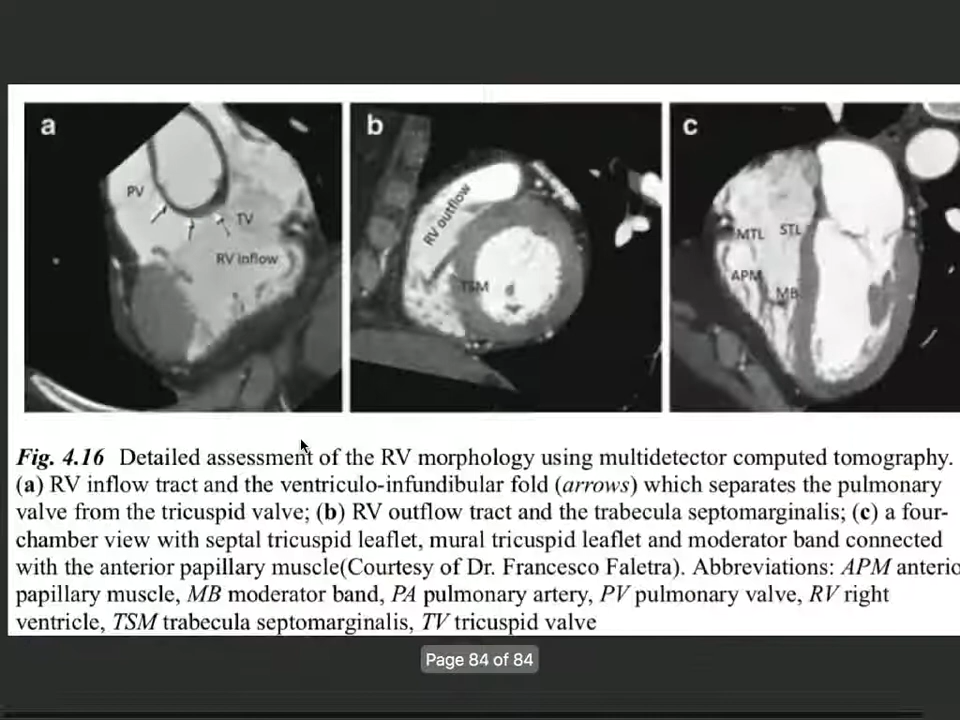 a
b
c
PV
TV
RV inflow
RV outflow
TSM
MTL
STL
APM
MB
Fig. 4.16 Detailed assessment of the RV morphology using multidetector computed tomography.
(a) RV inflow tract and the ventriculo-infundibular fold (arrows) which separates the pulmonary
valve from the tricuspid valve; (b) RV outflow tract and the trabecula septomarginalis; (c) a four-
chamber view with septal tricuspid leaflet, mural tricuspid leaflet and moderator band connected
with the anterior papillary muscle(Courtesy of Dr. Francesco Faletra). Abbreviations: APM anterio
papillary muscle, MB moderator band, PA pulmonary artery, PV pulmonary valve, RV right
ventricle, TSM trabecula septomarginalis, TV tricuspid valve
Page 84 of 84